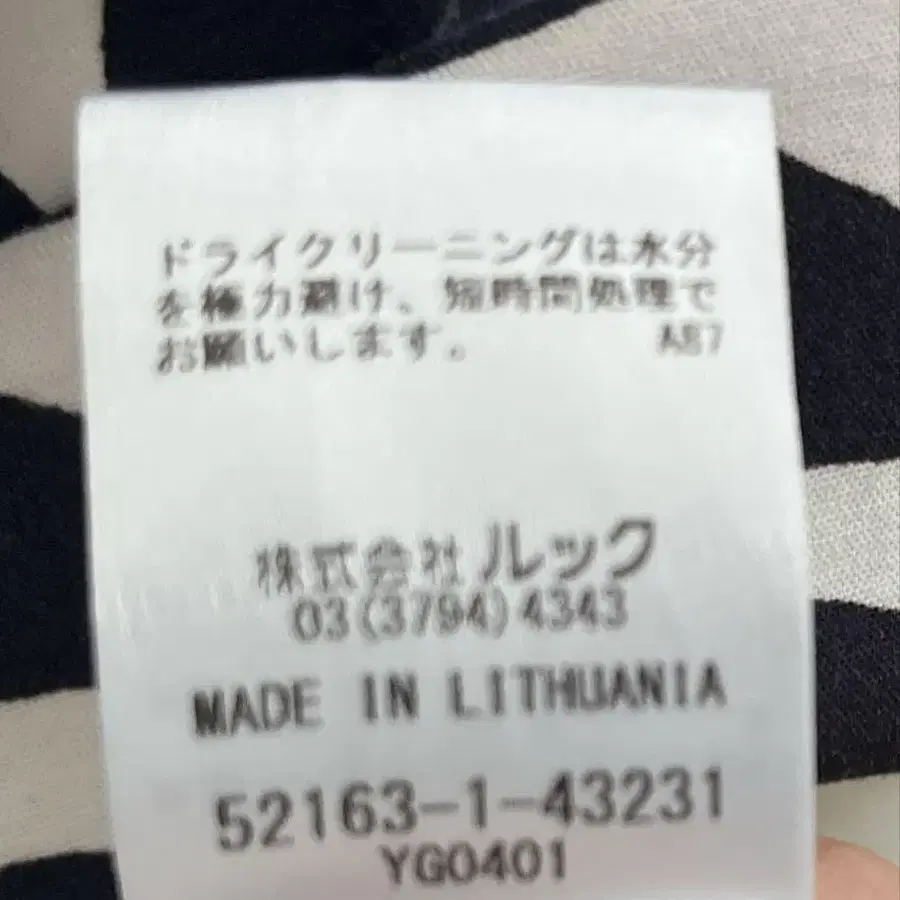 ドライクリーニングは水分
を極力避け、短時間処理で
お願いします。 A87
株式会社 ルック
03(3794)4343
MADE IN LITHUANIA
52163-1-43231
YG0401